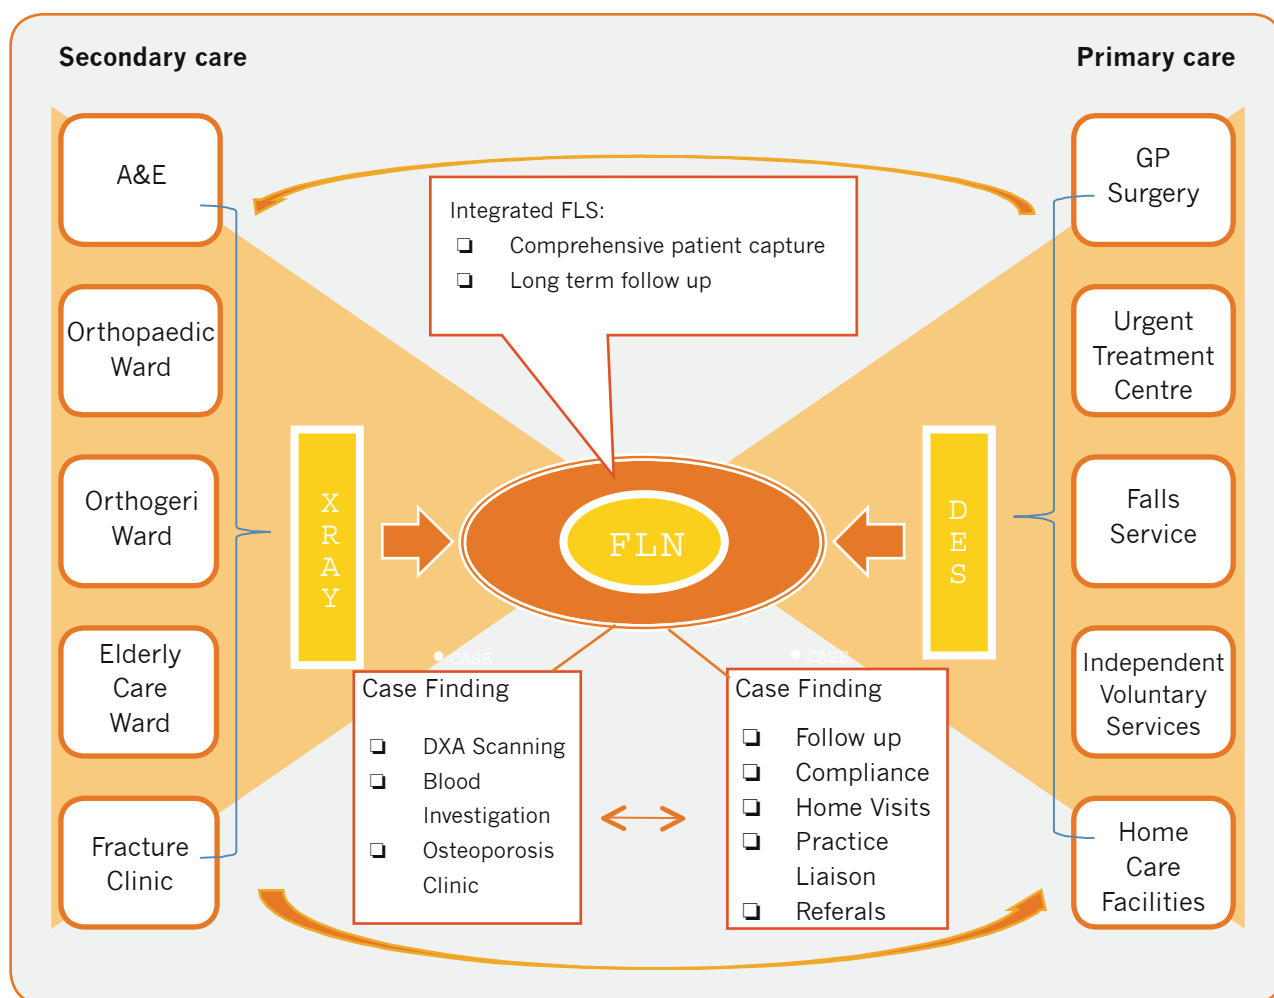 Secondary care
Primary care
A&E
Orthopaedic
Ward
Orthogeri
Ward
Elderly
Care
Ward
Fracture
Clinic
X
R
A
Y
Integrated FLS:
❑ Comprehensive patient capture
❑ Long term follow up
FLN
D
E
S
GP
Surgery
Urgent
Treatment
Centre
Falls
Service
Independent
Voluntary
Services
Home
Care
Facilities
• CASE
Case Finding
❑ DXA Scanning
❑ Blood
Investigation
❑ Osteoporosis
Clinic
• CASE
Case Finding
❑ Follow up
❑ Compliance
❑ Home Visits
❑ Practice
Liaison
❑ Referals